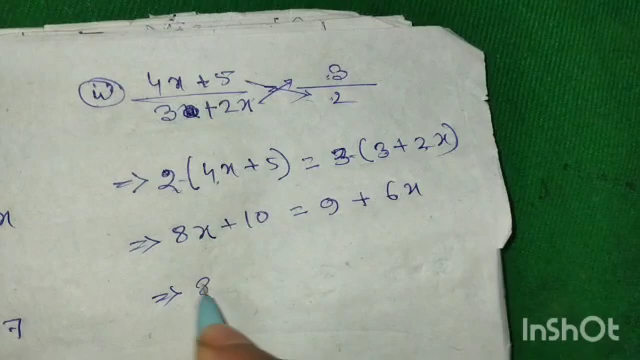 iv) 4x + 5 / 3 + 2x 3 / 2
⇒ 2(4x + 5) = 3(3 + 2x)
⇒ 8x + 10 = 9 + 6x
⇒ 8
x
7
InShOt